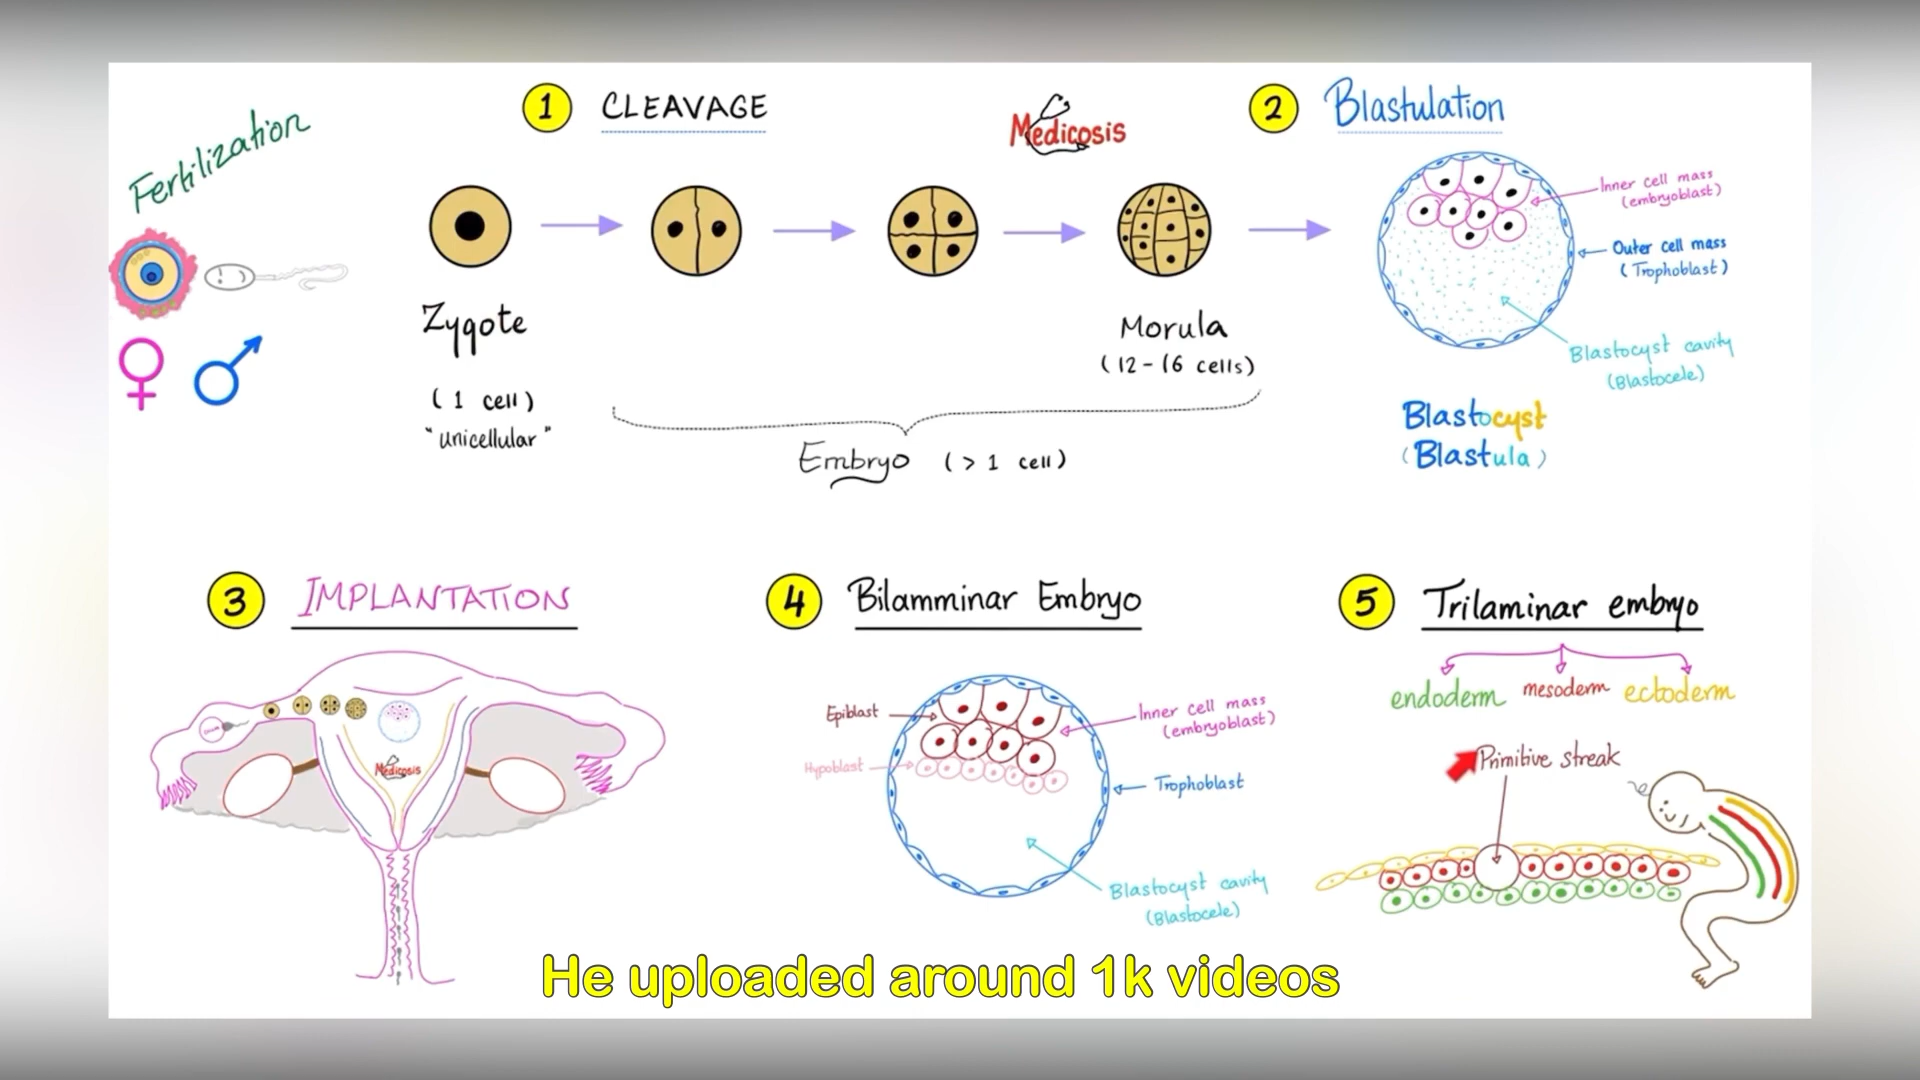 Fertilization
1 CLEAVAGE
Medicosis
2 Blastulation
Zygote
(1 cell)
"unicellular"
Morula
(12-16 cells)
Embryo (> 1 cell)
Inner cell mass
(embryoblast)
Outer cell mass
(Trophoblast)
Blastocyst cavity
(Blastocele)
Blastocyst
(Blastula)
3 IMPLANTATION
Medicosis
4 Bilamminar Embryo
Epiblast
Hypoblast
Inner cell mass
(embryoblast)
Trophoblast
Blastocyst cavity
(Blastocele)
5 Trilaminar embryo
endoderm mesoderm ectoderm
Primitive streak
He uploaded around 1k videos